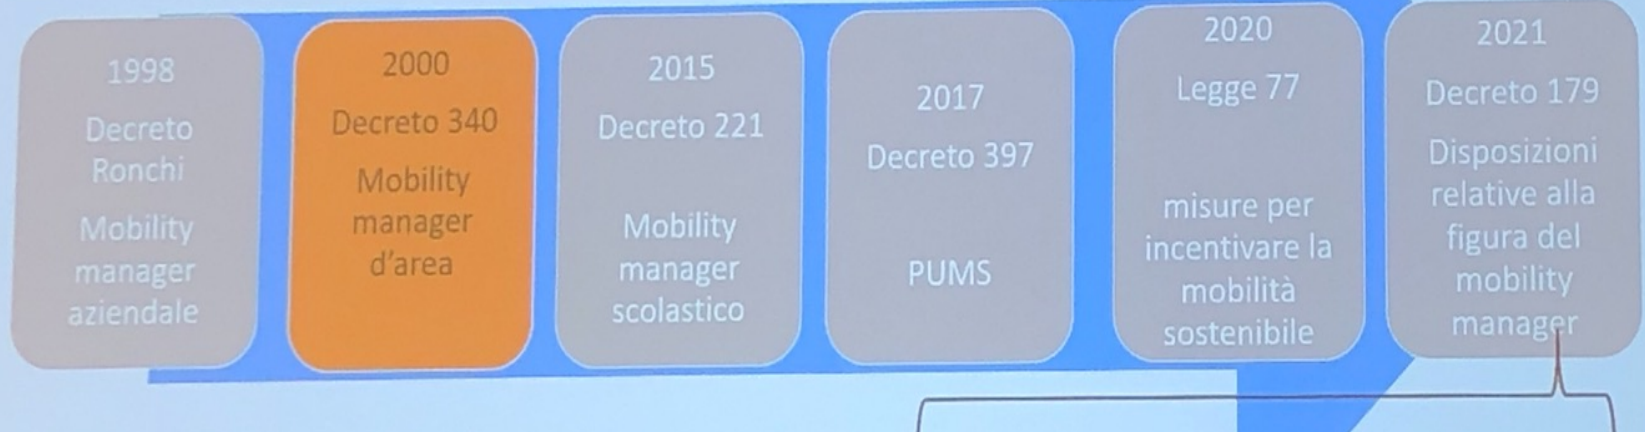 1998
Decreto
Ronchi
Mobility
manager
aziendale
2000
Decreto 340
Mobility
manager
d'area
2015
Decreto 221
Mobility
manager
scolastico
2017
Decreto 397
PUMS
2020
Legge 77
misure per
incentivare la
mobilità
sostenibile
2021
Decreto 179
Disposizioni
relative alla
figura del
mobility
manager